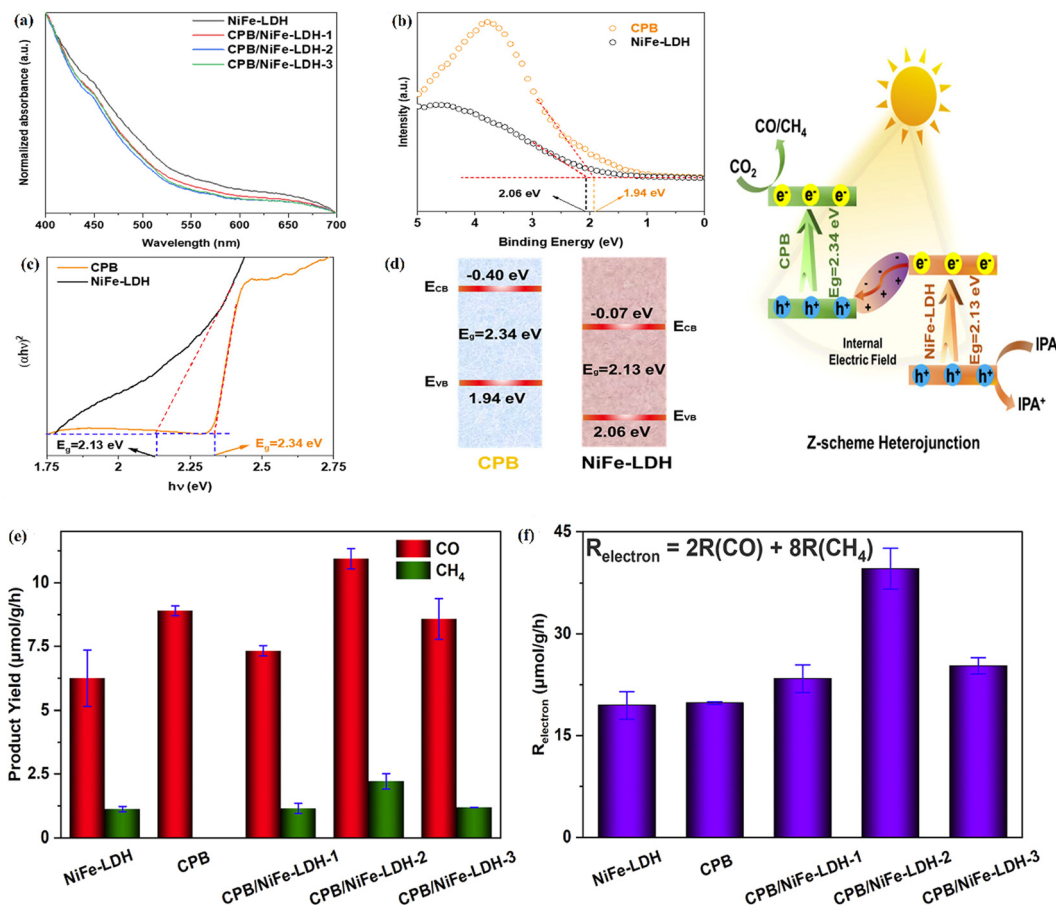 (a)
NiFe-LDH
CPB/NiFe-LDH-1
CPB/NiFe-LDH-2
CPB/NiFe-LDH-3
Normalized absorbance (a.u.)
400 450 500 550 600 650 700
Wavelength (nm)
(b)
CPB
NiFe-LDH
Intensity (a.u.)
2.06 eV
1.94 eV
5 4 3 2 1 0
Binding Energy (eV)
(c)
CPB
NiFe-LDH
(αhν)²
Eg=2.13 eV
Eg=2.34 eV
1.75 2 2.25 2.5 2.75
hν (eV)
(d)
-0.40 eV
ECB
Eg=2.34 eV
EVB
1.94 eV
CPB
-0.07 eV
ECB
Eg=2.13 eV
EVB
2.06 eV
NiFe-LDH
CO/CH₄
CO₂
e⁻ e⁻ e⁻
CPB
Eg=2.34 eV
h⁺ h⁺ h⁺
- - - -
+ + + +
e⁻ e⁻ e⁻
Internal
Electric Field
NiFe-LDH
Eg=2.13 eV
h⁺ h⁺ h⁺
IPA
IPA⁺
Z-scheme Heterojunction
(e)
CO
CH₄
Product Yield (μmol/g/h)
10
7.5
5
2.5
0
NiFe-LDH
CPB
CPB/NiFe-LDH-1
CPB/NiFe-LDH-2
CPB/NiFe-LDH-3
(f)
Relectron = 2R(CO) + 8R(CH₄)
Relectron (μmol/g/h)
45
30
15
0
NiFe-LDH
CPB
CPB/NiFe-LDH-1
CPB/NiFe-LDH-2
CPB/NiFe-LDH-3